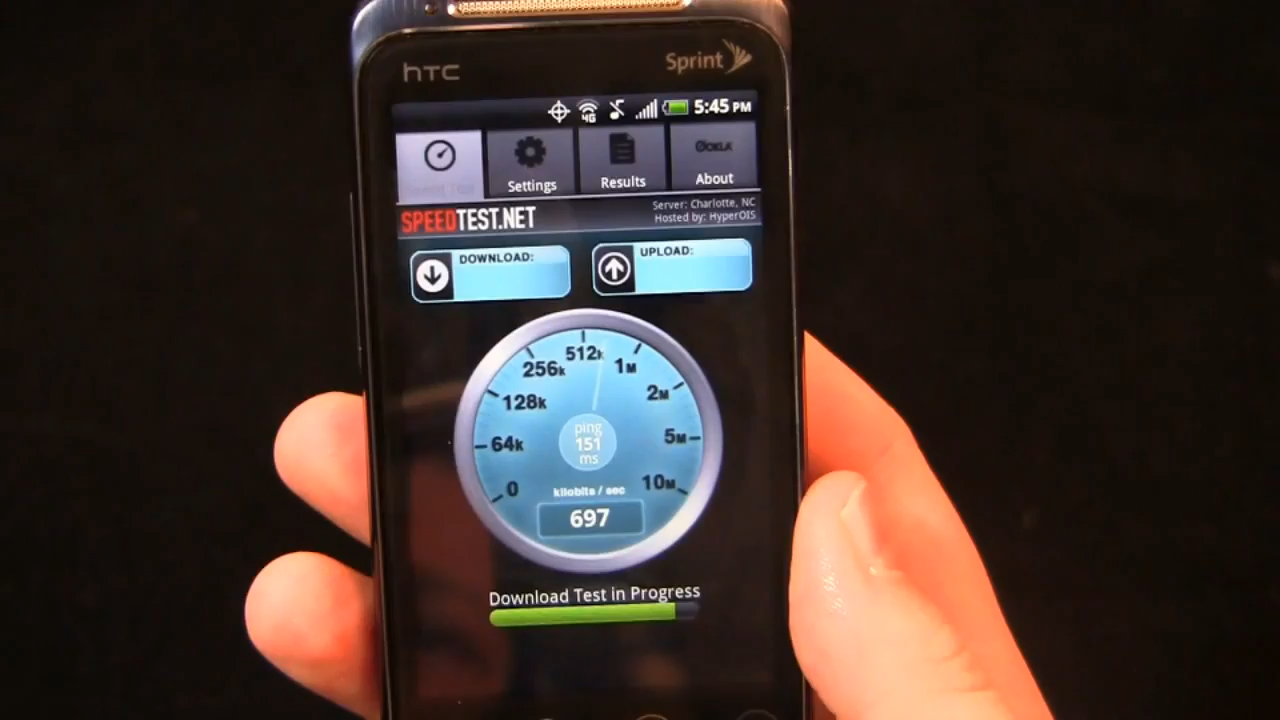 hTC
Sprint
4G
5:45 PM
Settings
Results
OOKLA
About
SPEEDTEST.NET
Server: Charlotte, NC
Hosted by: HyperOIS
DOWNLOAD:
UPLOAD:
512k
256k
1M
128k
2M
64k
5M
0
10M
ping
151
ms
kilobits / sec
697
Download Test in Progress